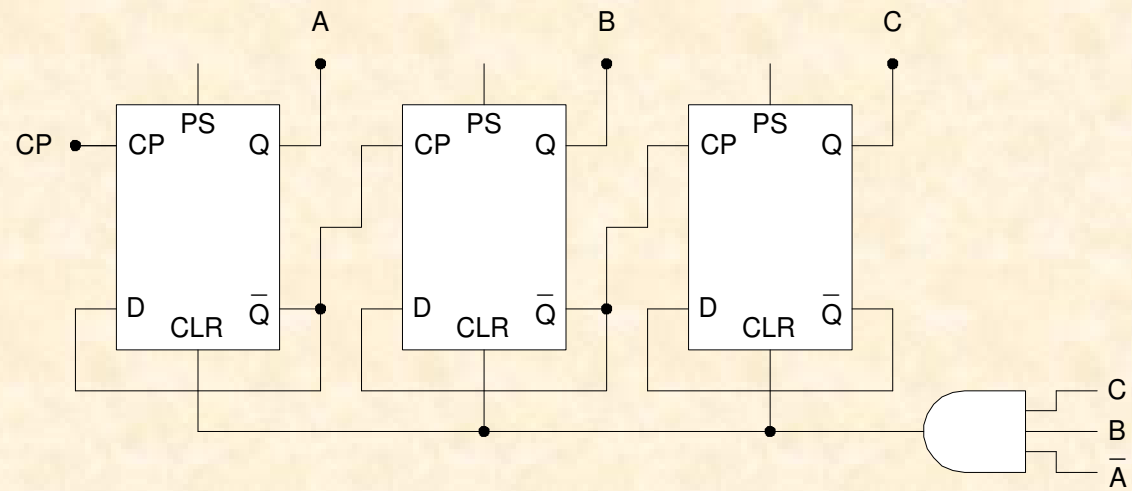 A B C
PS PS PS
CP CP Q CP Q CP Q
D Q̅ D Q̅ D Q̅
CLR CLR CLR
C
B
A̅